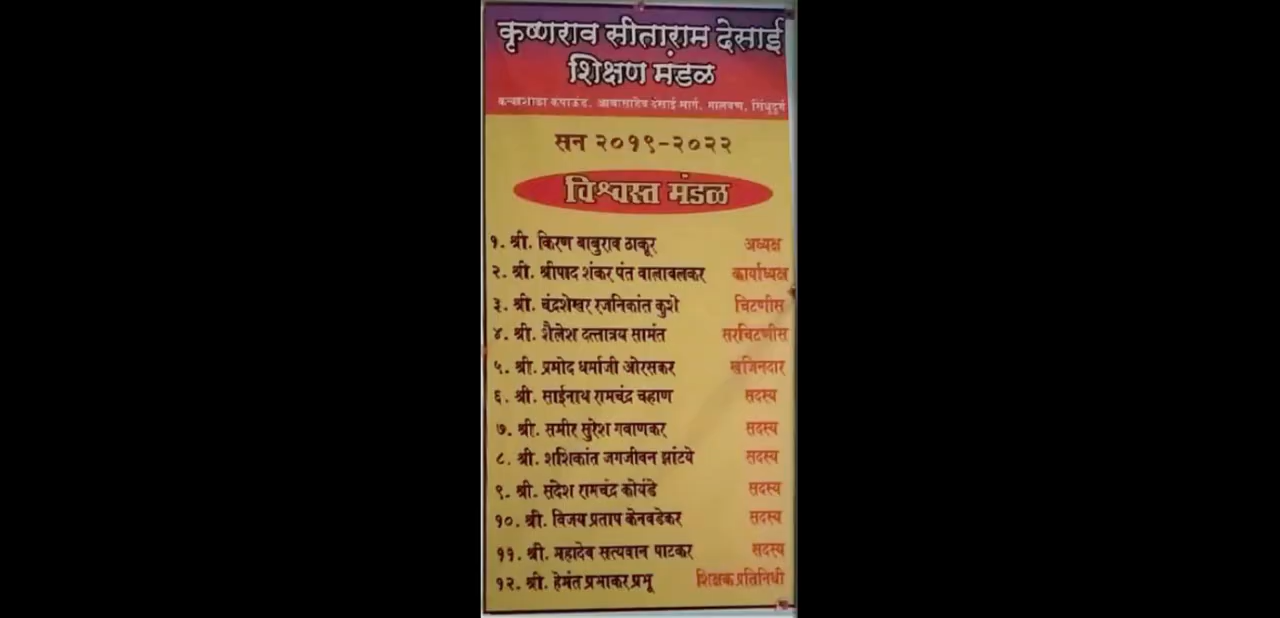 कृष्णराव सीताराम देसाई
शिक्षण मंडळ
कन्याशाळा कंपाऊंड, आबासाहेब देसाई मार्ग, मालवण, सिंधुदुर्ग
सन २०१९-२०२२
विश्वस्त मंडळ
१. श्री. किरण बाबुराव ठाकूर अध्यक्ष
२. श्री. श्रीपाद शंकर पंत वालावलकर कार्याध्यक्ष
३. श्री. चंद्रशेखर रजनिकांत कुशे चिटणीस
४. श्री. शैलेश दत्तात्रय सामंत सरचिटणीस
५. श्री. प्रमोद धर्माजी ओरसकर खजिनदार
६. श्री. साईनाथ रामचंद्र चव्हाण सदस्य
७. श्री. समीर सुरेश गवाणकर सदस्य
८. श्री. शशिकांत जगजीवन झांटये सदस्य
९. श्री. संदेश रामचंद्र कोयंडे सदस्य
१०. श्री. विजय प्रताप केनवडेकर सदस्य
११. श्री. महादेव सत्यवान पाटकर सदस्य
१२. श्री. हेमंत प्रभाकर प्रभू शिक्षक प्रतिनिधी